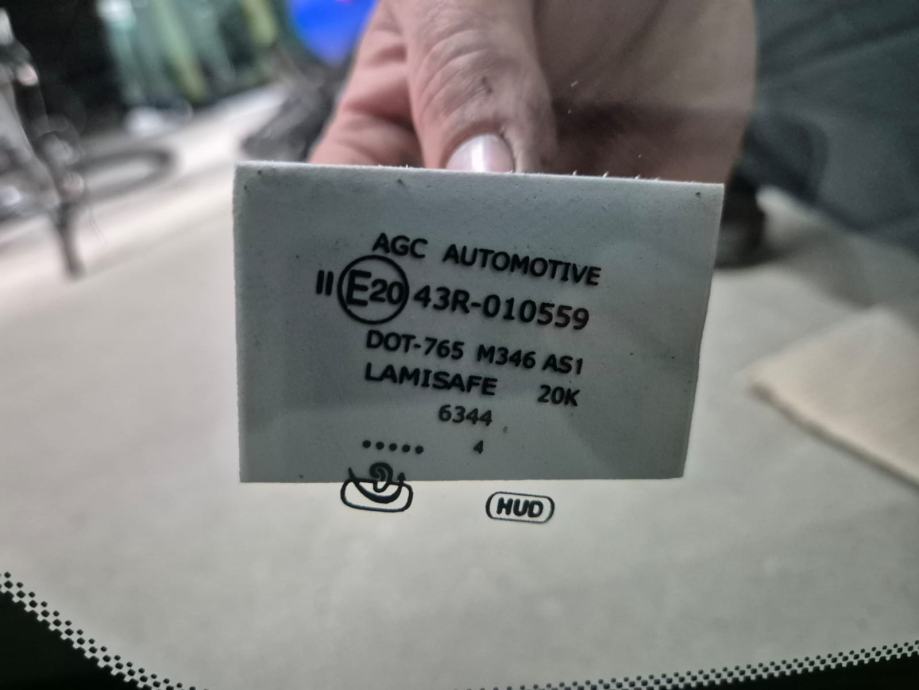 AGC AUTOMOTIVE
II E20 43R-010559
DOT-765 M346 AS1
LAMISAFE 20K
6344
..... 4
HUD